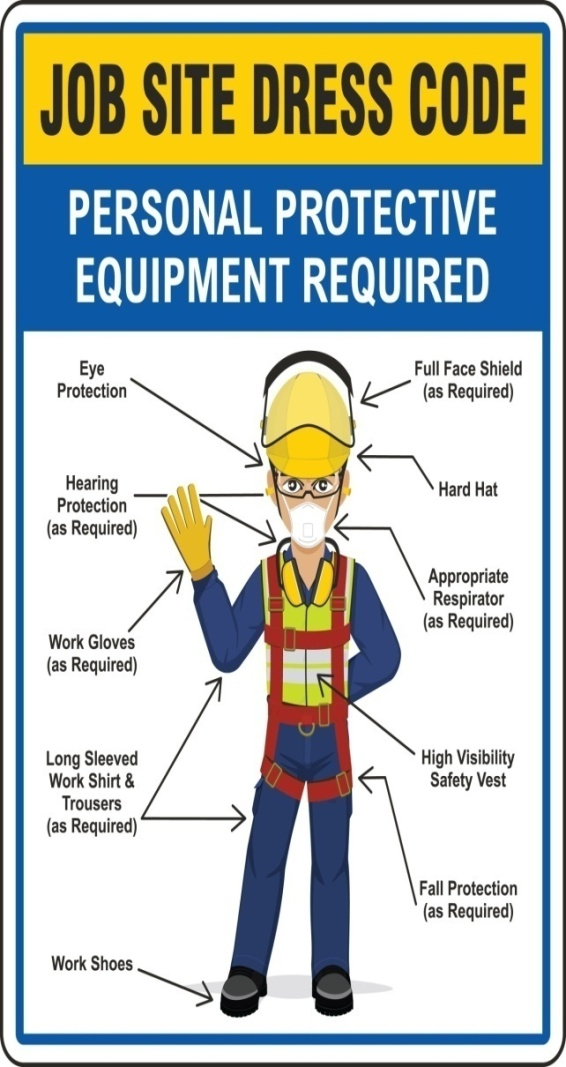 JOB SITE DRESS CODE
PERSONAL PROTECTIVE
EQUIPMENT REQUIRED
Eye
Protection
Full Face Shield
(as Required)
Hearing
Protection
(as Required)
Hard Hat
Appropriate
Respirator
(as Required)
Work Gloves
(as Required)
Long Sleeved
Work Shirt &
Trousers
(as Required)
High Visibility
Safety Vest
Fall Protection
(as Required)
Work Shoes